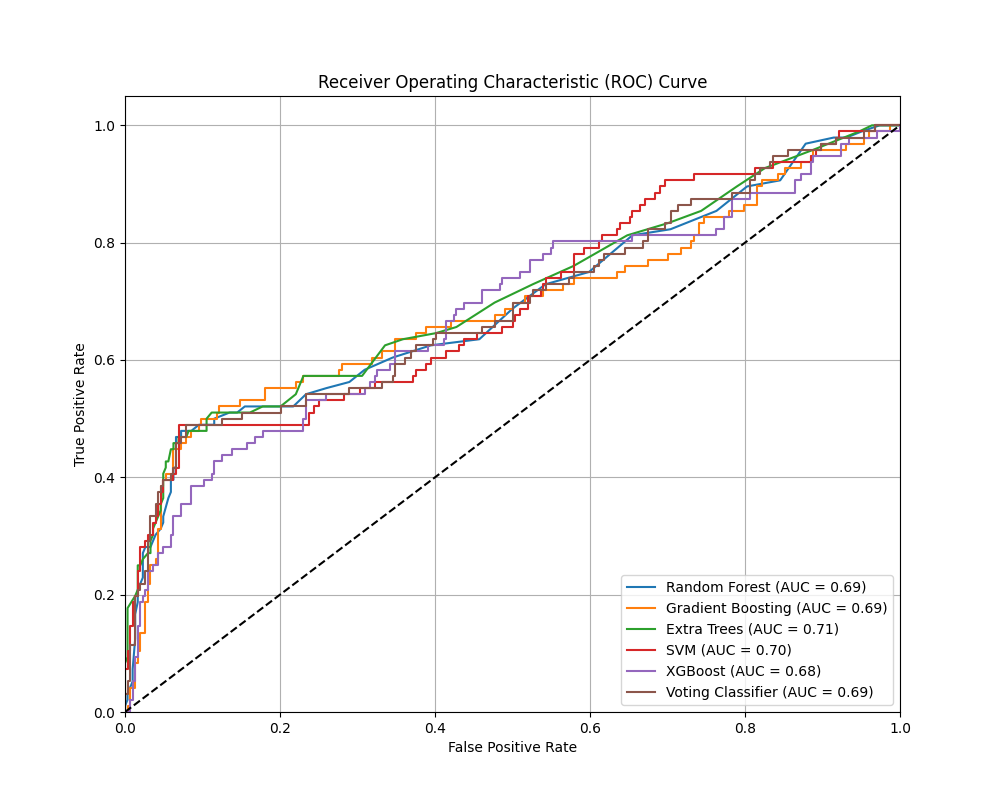 Receiver Operating Characteristic (ROC) Curve
True Positive Rate
1.0
0.8
0.6
0.4
0.2
0.0
Random Forest (AUC = 0.69)
Gradient Boosting (AUC = 0.69)
Extra Trees (AUC = 0.71)
SVM (AUC = 0.70)
XGBoost (AUC = 0.68)
Voting Classifier (AUC = 0.69)
0.0 0.2 0.4 0.6 0.8 1.0
False Positive Rate